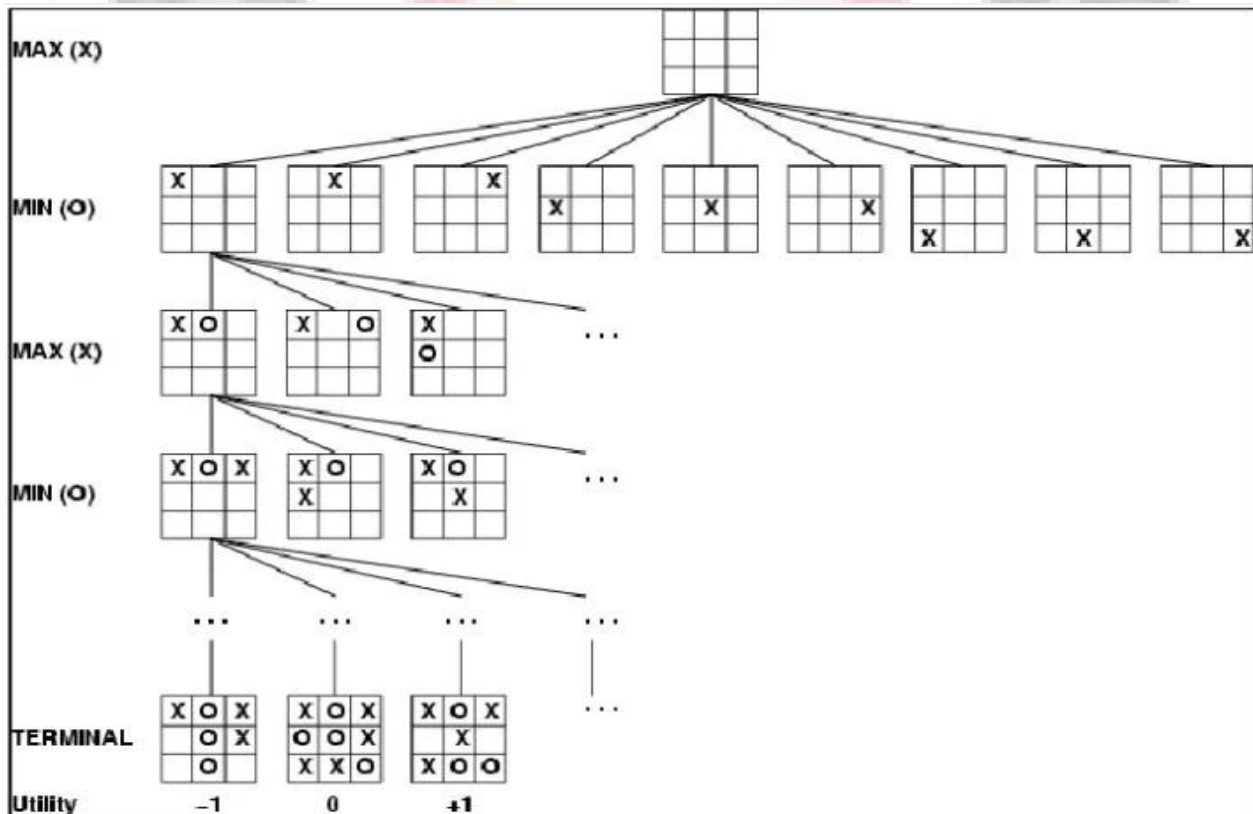 MAX (X)
X X X
MIN (O) X X X
X X X
X O X O X
MAX (X) O ...
X O X X O X O
MIN (O) X X ...
... ... ... ...
X O X X O X X O X ...
TERMINAL O X O O X X
O X X O X O O
Utility −1 0 +1